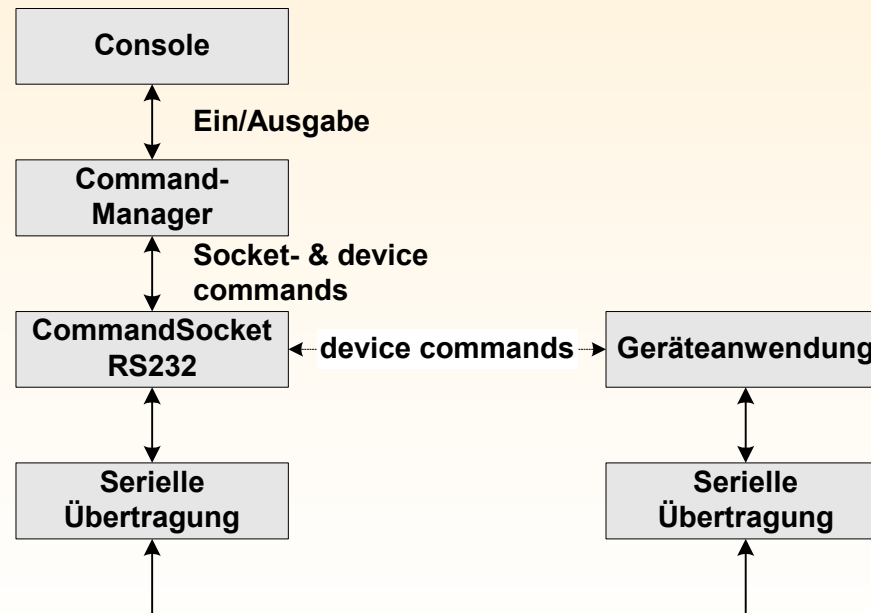 Console
Ein/Ausgabe
Command-
Manager
Socket- & device
commands
CommandSocket
RS232
device commands
Geräteanwendung
Serielle
Übertragung
Serielle
Übertragung